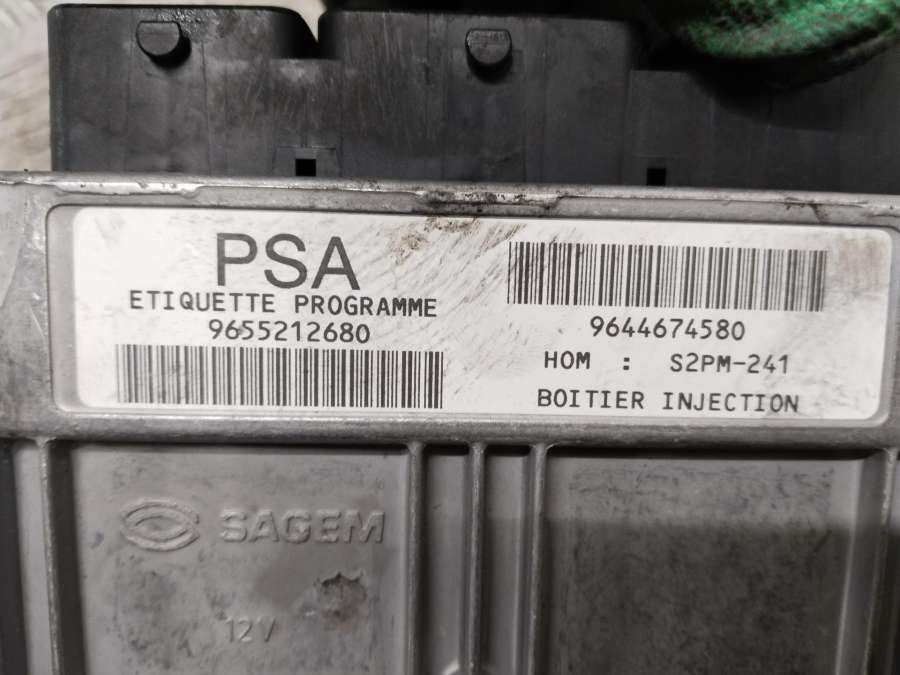 PSA
ETIQUETTE PROGRAMME
9655212680
9644674580
HOM : S2PM-241
BOITIER INJECTION
SAGEM
12V